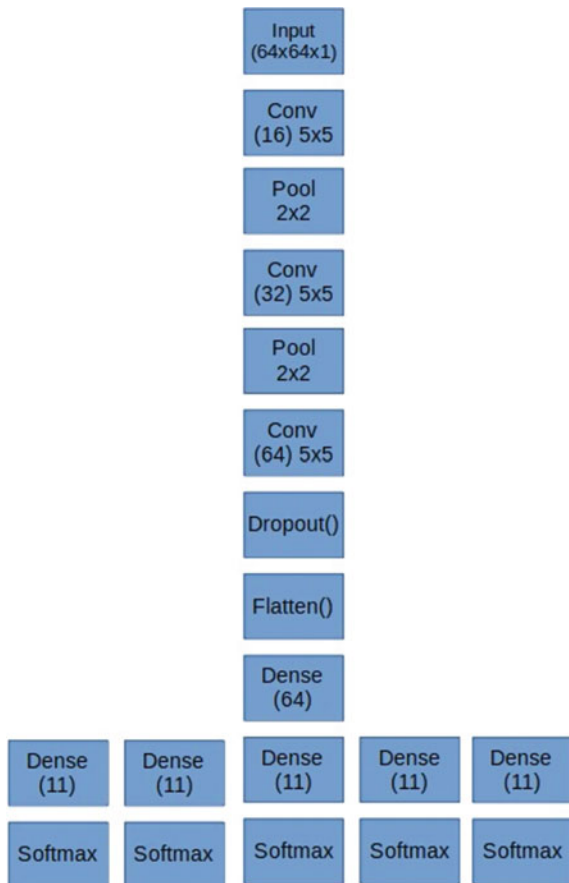 Input
(64x64x1)
Conv
(16) 5x5
Pool
2x2
Conv
(32) 5x5
Pool
2x2
Conv
(64) 5x5
Dropout()
Flatten()
Dense
(64)
Dense
(11)
Dense
(11)
Dense
(11)
Dense
(11)
Dense
(11)
Softmax
Softmax
Softmax
Softmax
Softmax